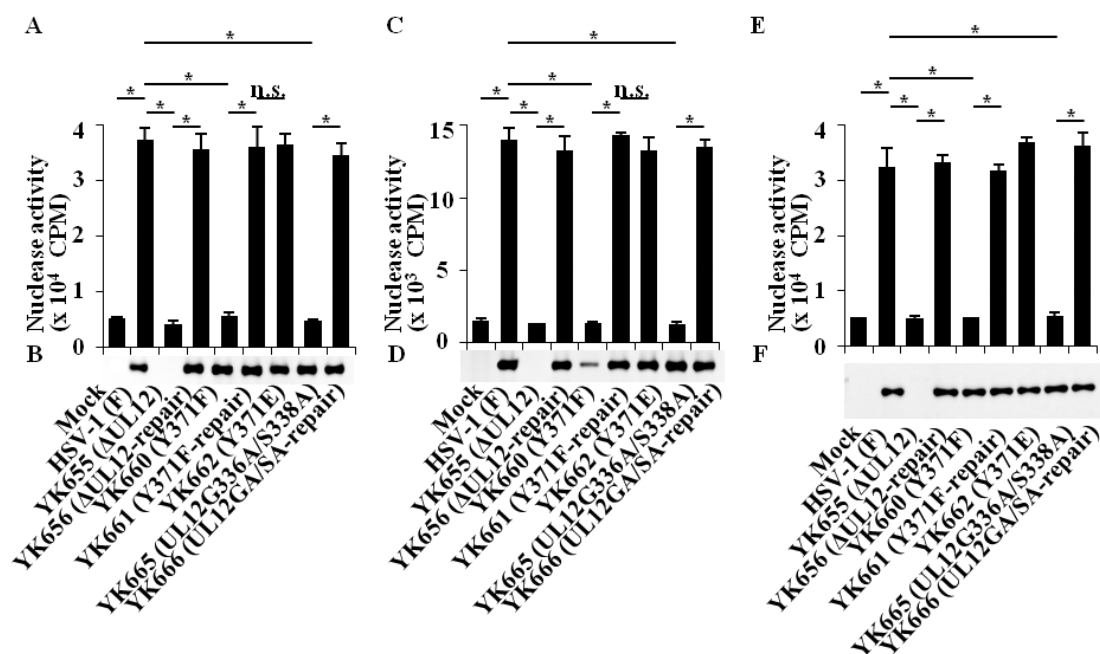 A
*
*
n.s.
*
*
*
*
*
Nuclease activity
(x 10⁴ CPM)
4
3
2
1
0
B
Mock
HSV-1 (F)
YK655 (ΔUL12)
YK656 (ΔUL12-repair)
YK660 (Y371F)
YK661 (Y371F-repair)
YK662 (Y371E)
YK665 (UL12G336A/S338A)
YK666 (UL12GA/SA-repair)
C
*
*
n.s.
*
*
*
*
*
Nuclease activity
(x 10³ CPM)
15
10
5
0
D
Mock
HSV-1 (F)
YK655 (ΔUL12)
YK656 (ΔUL12-repair)
YK660 (Y371F)
YK661 (Y371F-repair)
YK662 (Y371E)
YK665 (UL12G336A/S338A)
YK666 (UL12GA/SA-repair)
E
*
*
*
*
*
*
*
Nuclease activity
(x 10⁴ CPM)
4
3
2
1
0
F
Mock
HSV-1 (F)
YK655 (ΔUL12)
YK656 (ΔUL12-repair)
YK660 (Y371F)
YK661 (Y371F-repair)
YK662 (Y371E)
YK665 (UL12G336A/S338A)
YK666 (UL12GA/SA-repair)